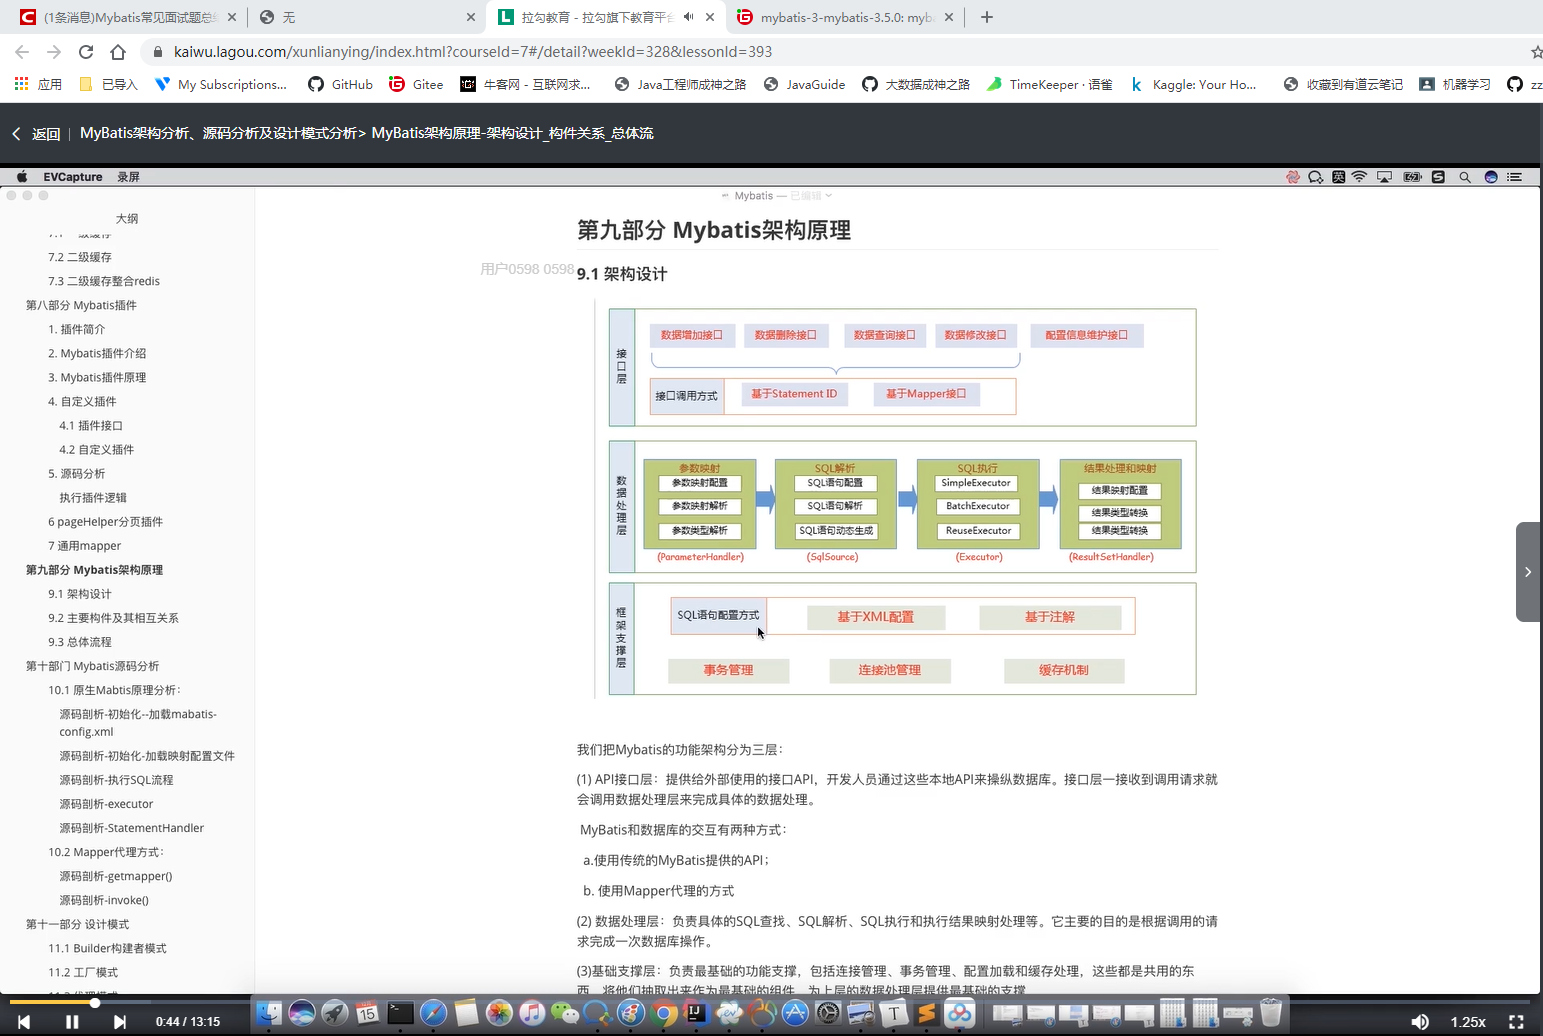 (1条消息)Mybatis常见面试题总结
无
拉勾教育 - 拉勾旗下教育平台
mybatis-3-mybatis-3.5.0: myba
kaiwu.lagou.com/xunlianying/index.html?courseId=7#/detail?weekId=328&lessonId=393
应用
已导入
My Subscriptions...
GitHub
Gitee
牛客网 - 互联网求...
Java工程师成神之路
JavaGuide
大数据成神之路
TimeKeeper · 语雀
Kaggle: Your Ho...
收藏到有道云笔记
机器学习
zz
返回
MyBatis架构分析、源码分析及设计模式分析> MyBatis架构原理-架构设计_构件关系_总体流
EVCapture 录屏
英
Mybatis — 已编辑
大纲
7.2 二级缓存
7.3 二级缓存整合redis
第八部分 Mybatis插件
1. 插件简介
2. Mybatis插件介绍
3. Mybatis插件原理
4. 自定义插件
4.1 插件接口
4.2 自定义插件
5. 源码分析
执行插件逻辑
6 pageHelper分页插件
7 通用mapper
第九部分 Mybatis架构原理
9.1 架构设计
9.2 主要构件及其相互关系
9.3 总体流程
第十部门 Mybatis源码分析
10.1 原生Mabtis原理分析：
源码剖析-初始化--加载mabatis-
config.xml
源码剖析-初始化-加载映射配置文件
源码剖析-执行SQL流程
源码剖析-executor
源码剖析-StatementHandler
10.2 Mapper代理方式：
源码剖析-getmapper()
源码剖析-invoke()
第十一部分 设计模式
11.1 Builder构建者模式
11.2 工厂模式
第九部分 Mybatis架构原理
用户0598 0598
9.1 架构设计
接口层
数据增加接口
数据删除接口
数据查询接口
数据修改接口
配置信息维护接口
接口调用方式
基于Statement ID
基于Mapper接口
数据处理层
参数映射
参数映射配置
参数映射解析
参数类型解析
(ParameterHandler)
SQL解析
SQL语句配置
SQL语句解析
SQL语句动态生成
(SqlSource)
SQL执行
SimpleExecutor
BatchExecutor
ReuseExecutor
(Executor)
结果处理和映射
结果映射配置
结果类型转换
结果类型转换
(ResultSetHandler)
框架支撑层
SQL语句配置方式
基于XML配置
基于注解
事务管理
连接池管理
缓存机制
我们把Mybatis的功能架构分为三层：
(1) API接口层：提供给外部使用的接口API，开发人员通过这些本地API来操纵数据库。接口层一接收到调用请求就
会调用数据处理层来完成具体的数据处理。
MyBatis和数据库的交互有两种方式：
a.使用传统的MyBatis提供的API；
b. 使用Mapper代理的方式
(2) 数据处理层：负责具体的SQL查找、SQL解析、SQL执行和执行结果映射处理等。它主要的目的是根据调用的请
求完成一次数据库操作。
(3)基础支撑层：负责最基础的功能支撑，包括连接管理、事务管理、配置加载和缓存处理，这些都是共用的东
西，将他们抽取出来作为最基础的组件，为上层的数据处理层提供最基础的支撑
0:44 / 13:15
15
1.25x